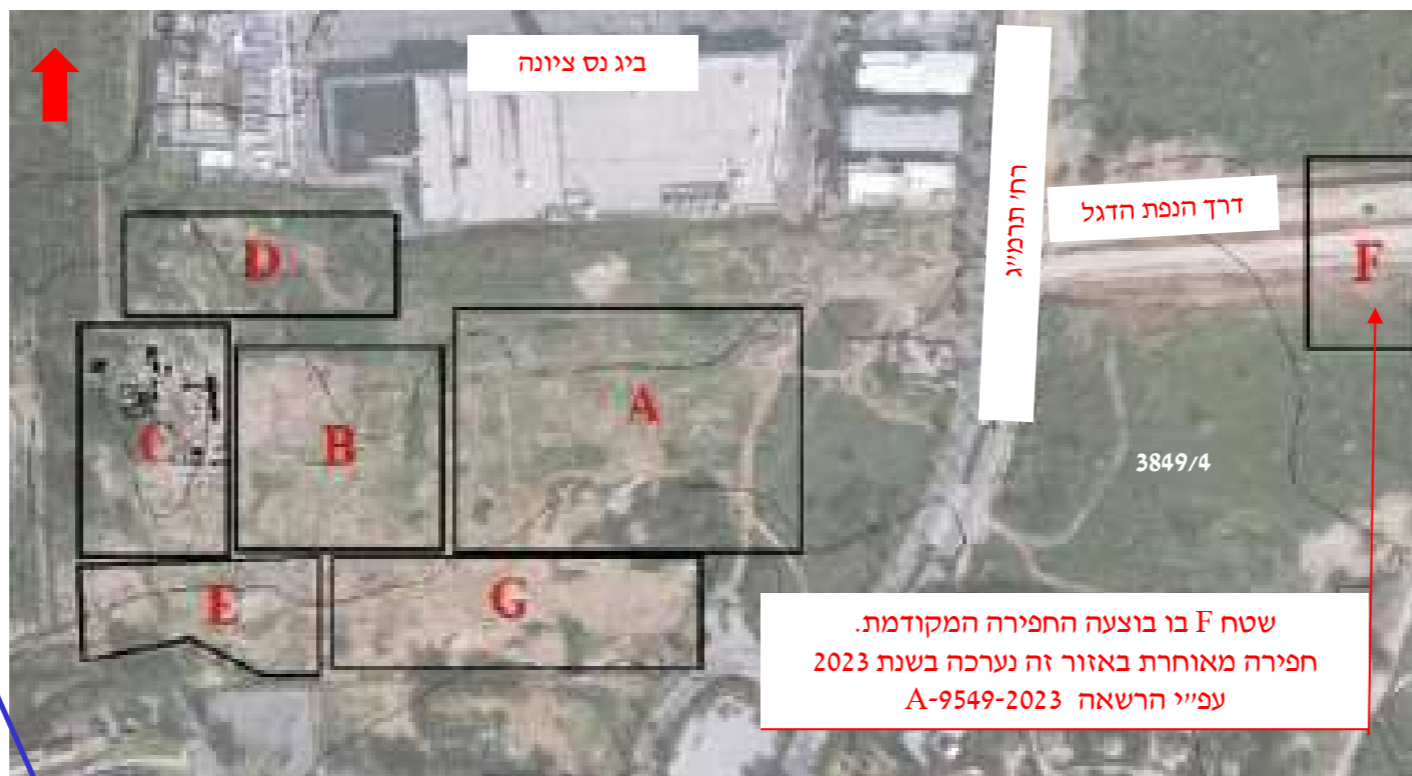 ביג נס ציונה
רח׳ תרמ״ג
דרך הנפת הדגל
D
F
A
C
B
3849/4
E
G
שטח F בו בוצעה החפירה המקודמת.
חפירה מאוחרת באזור זה נערכה בשנת 2023
עפ״י הרשאה A-9549-2023